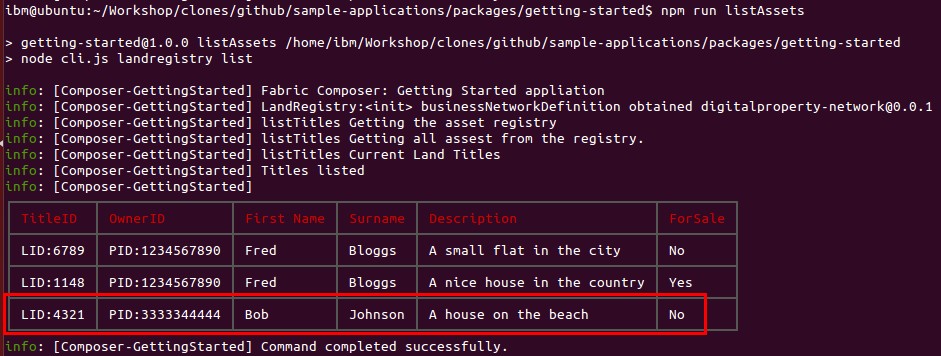 ibm@ubuntu:~/Workshop/clones/github/sample-applications/packages/getting-started$ npm run listAssets
> getting-started@1.0.0 listAssets /home/ibm/Workshop/clones/github/sample-applications/packages/getting-started
> node cli.js landregistry list
info: [Composer-GettingStarted] Fabric Composer: Getting Started appliation
info: [Composer-GettingStarted] LandRegistry:<init> businessNetworkDefinition obtained digitalproperty-network@0.0.1
info: [Composer-GettingStarted] listTitles Getting the asset registry
info: [Composer-GettingStarted] listTitles Getting all assest from the registry.
info: [Composer-GettingStarted] listTitles Current Land Titles
info: [Composer-GettingStarted] Titles listed
info: [Composer-GettingStarted]
TitleID OwnerID First Name Surname Description ForSale
LID:6789 PID:1234567890 Fred Bloggs A small flat in the city No
LID:1148 PID:1234567890 Fred Bloggs A nice house in the country Yes
LID:4321 PID:3333344444 Bob Johnson A house on the beach No
info: [Composer-GettingStarted] Command completed successfully.